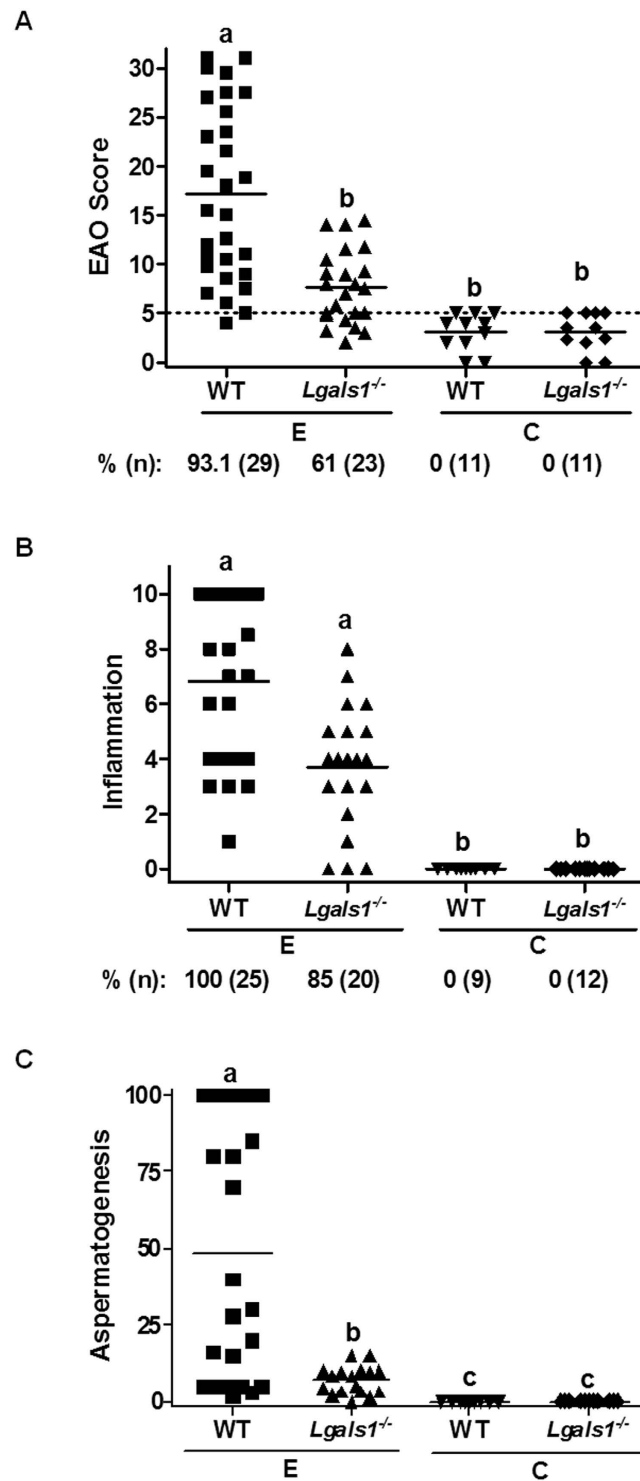 A
a
30
25
20
15
10
5
0
EAO Score
b
b
b
WT Lgals1-/- WT Lgals1-/-
E C
% (n): 93.1 (29) 61 (23) 0 (11) 0 (11)
B
a
10
8
6
4
2
0
Inflammation
a
b
b
WT Lgals1-/- WT Lgals1-/-
E C
% (n): 100 (25) 85 (20) 0 (9) 0 (12)
C
a
100
75
50
25
0
Aspermatogenesis
b
c
c
WT Lgals1-/- WT Lgals1-/-
E C